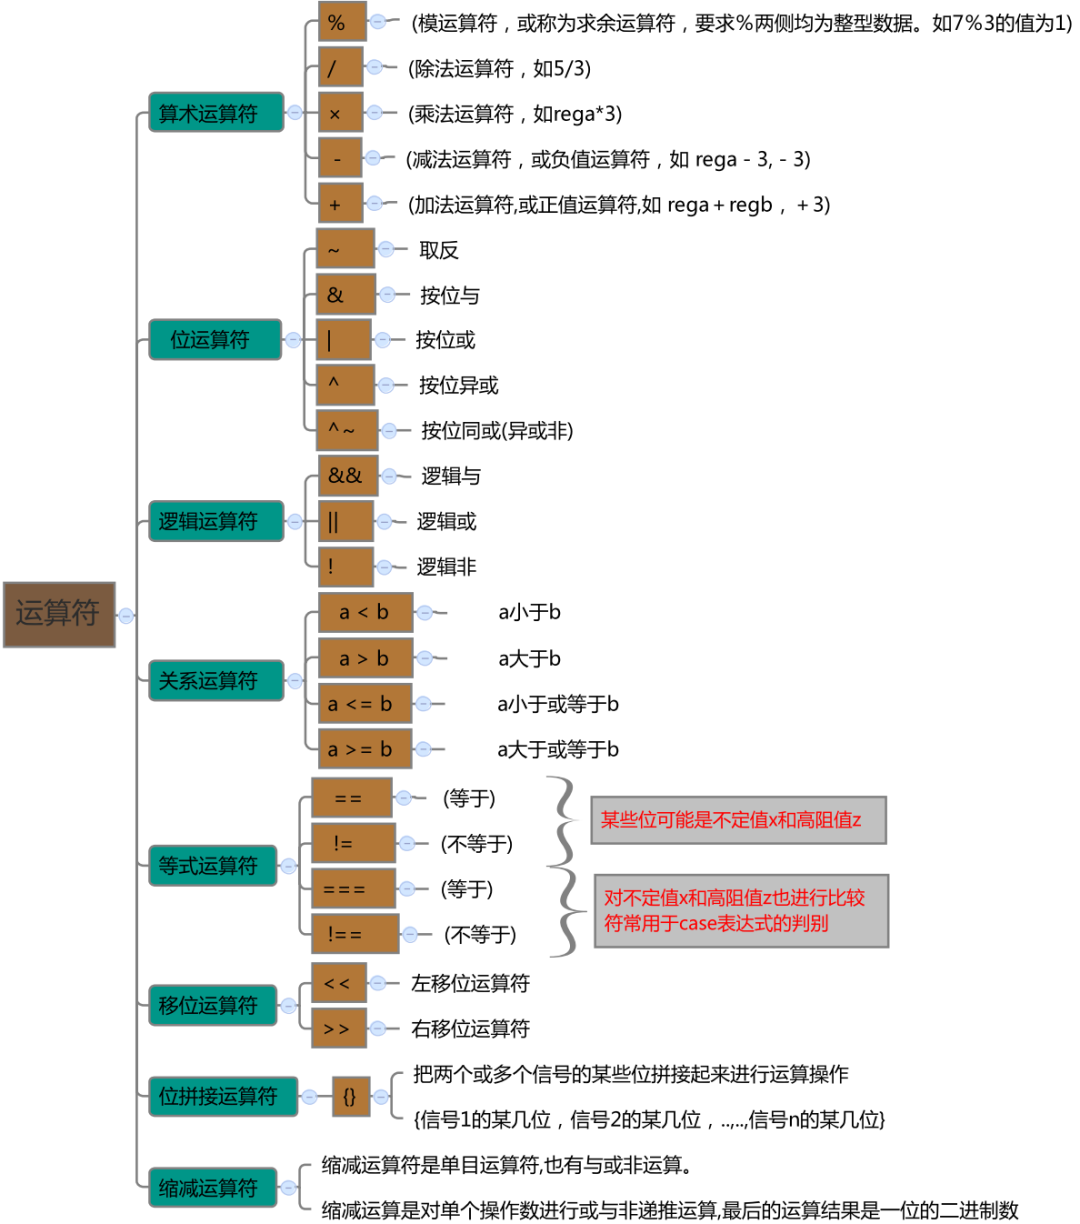 运算符
算术运算符
%
(模运算符，或称为求余运算符，要求%两侧均为整型数据。如7%3的值为1)
/
(除法运算符，如5/3)
×
(乘法运算符，如rega*3)
-
(减法运算符，或负值运算符，如 rega－3,－3)
+
(加法运算符,或正值运算符,如 rega＋regb，＋3)
位运算符
~
取反
&
按位与
|
按位或
^
按位异或
^~
按位同或(异或非)
逻辑运算符
&&
逻辑与
||
逻辑或
!
逻辑非
关系运算符
a < b
a小于b
a > b
a大于b
a <= b
a小于或等于b
a >= b
a大于或等于b
等式运算符
==
(等于)
!=
(不等于)
某些位可能是不定值x和高阻值z
===
(等于)
!==
(不等于)
对不定值x和高阻值z也进行比较
符常用于case表达式的判别
移位运算符
<<
左移位运算符
>>
右移位运算符
位拼接运算符
{}
把两个或多个信号的某些位拼接起来进行运算操作
{信号1的某几位，信号2的某几位，..,..,信号n的某几位}
缩减运算符
缩减运算符是单目运算符,也有与或非运算。
缩减运算是对单个操作数进行或与非递推运算,最后的运算结果是一位的二进制数